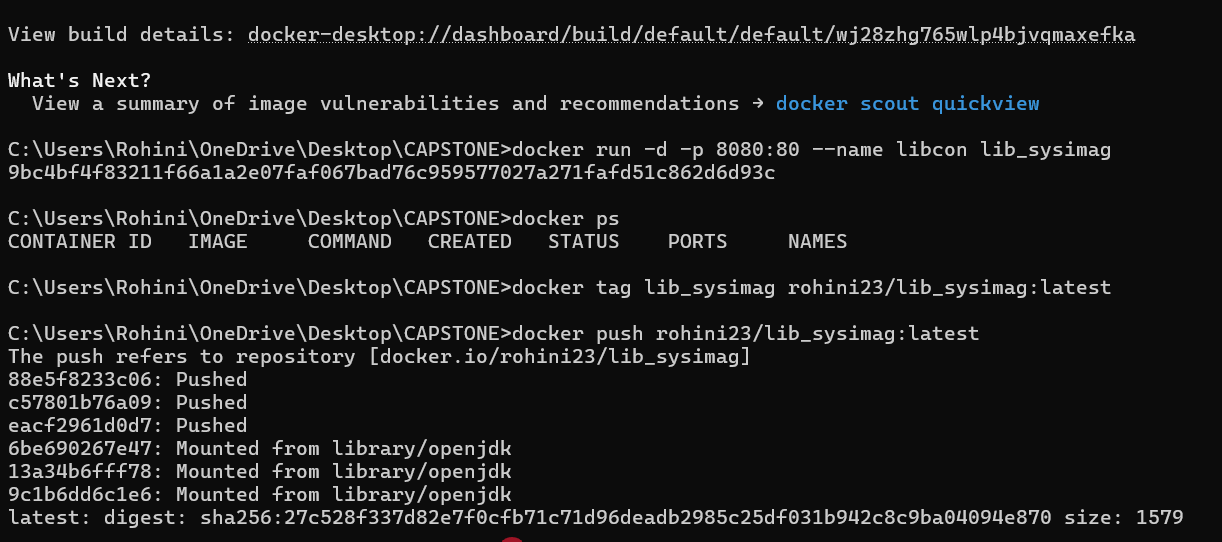 View build details: docker-desktop://dashboard/build/default/default/wj28zhg765wlp4bjvqmaxefka
What's Next?
View a summary of image vulnerabilities and recommendations → docker scout quickview
C:\Users\Rohini\OneDrive\Desktop\CAPSTONE>docker run -d -p 8080:80 --name libcon lib_sysimag
9bc4bf4f83211f66a1a2e07faf067bad76c959577027a271fafd51c862d6d93c
C:\Users\Rohini\OneDrive\Desktop\CAPSTONE>docker ps
CONTAINER ID   IMAGE     COMMAND   CREATED   STATUS    PORTS     NAMES
C:\Users\Rohini\OneDrive\Desktop\CAPSTONE>docker tag lib_sysimag rohini23/lib_sysimag:latest
C:\Users\Rohini\OneDrive\Desktop\CAPSTONE>docker push rohini23/lib_sysimag:latest
The push refers to repository [docker.io/rohini23/lib_sysimag]
88e5f8233c06: Pushed
c57801b76a09: Pushed
eacf2961d0d7: Pushed
6be690267e47: Mounted from library/openjdk
13a34b6fff78: Mounted from library/openjdk
9c1b6dd6c1e6: Mounted from library/openjdk
latest: digest: sha256:27c528f337d82e7f0cfb71c71d96deadb2985c25df031b942c8c9ba04094e870 size: 1579